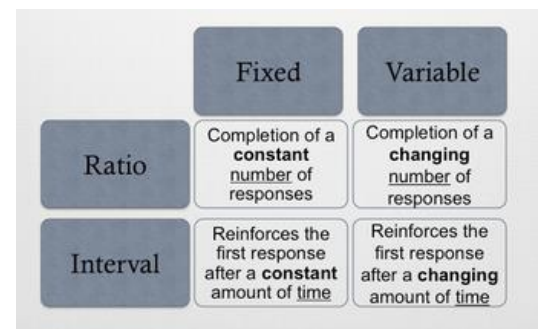 Fixed
Variable
Ratio
Completion of a
constant
number of
responses
Completion of a
changing
number of
responses
Interval
Reinforces the
first response
after a constant
amount of time
Reinforces the
first response
after a changing
amount of time